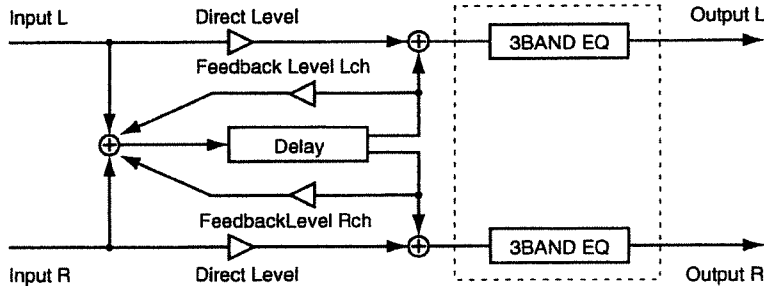 Input L
Direct Level
Output L
3BAND EQ
Feedback Level Lch
Delay
FeedbackLevel Rch
3BAND EQ
Input R
Direct Level
Output R